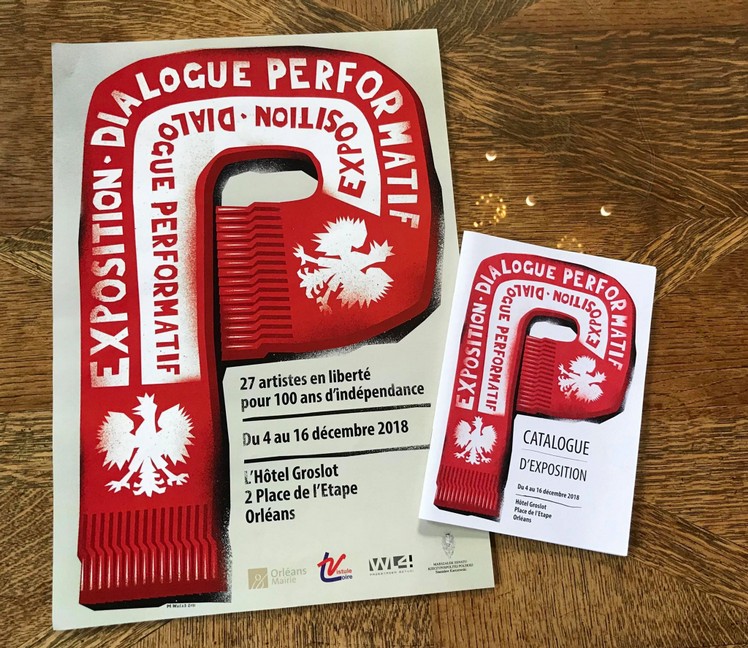 EXPOSITION · DIALOGUE PERFORMATIF
EXPOSITION · DIALOGUE PERFORMATIF
27 artistes en liberté
pour 100 ans d'indépendance
Du 4 au 16 décembre 2018
L'Hôtel Groslot
2 Place de l'Etape
Orléans
Orléans
Mairie
Vistule
Loire
WL4
EXPOSITION · DIALOGUE PERFORMATIF
EXPOSITION · DIALOGUE PERFORMATIF
CATALOGUE
D'EXPOSITION
Du 4 au 16 décembre 2018
Hôtel Groslot
Place de l'Etape
Orléans